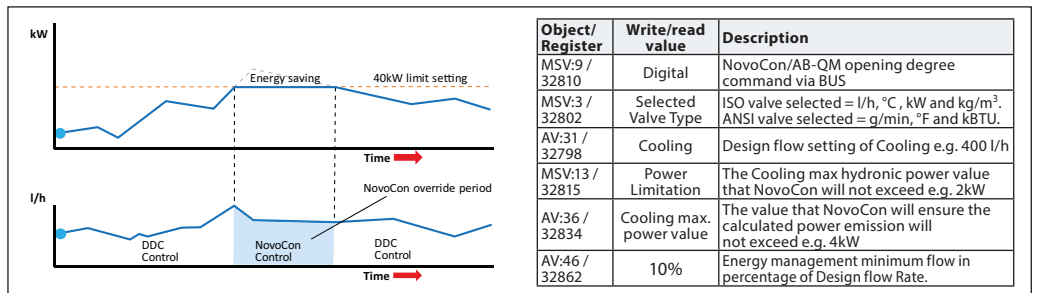 kW
Energy saving
40kW limit setting
Time
l/h
NovoCon override period
DDC
Control
NovoCon
Control
DDC
Control
Time
Object/
Register
Write/read
value
Description
MSV:9 /
32810
Digital
NovoCon/AB-QM opening degree
command via BUS
MSV:3 /
32802
Selected
Valve Type
ISO valve selected = l/h, °C , kW and kg/m³.
ANSI valve selected = g/min, °F and kBTU.
AV:31 /
32798
Cooling
Design flow setting of Cooling e.g. 400 l/h
MSV:13 /
32815
Power
Limitation
The Cooling max hydronic power value
that NovoCon will not exceed e.g. 2kW
AV:36 /
32834
Cooling max.
power value
The value that NovoCon will ensure the
calculated power emission will
not exceed e.g. 4kW
AV:46 /
32862
10%
Energy management minimum flow in
percentage of Design flow Rate.